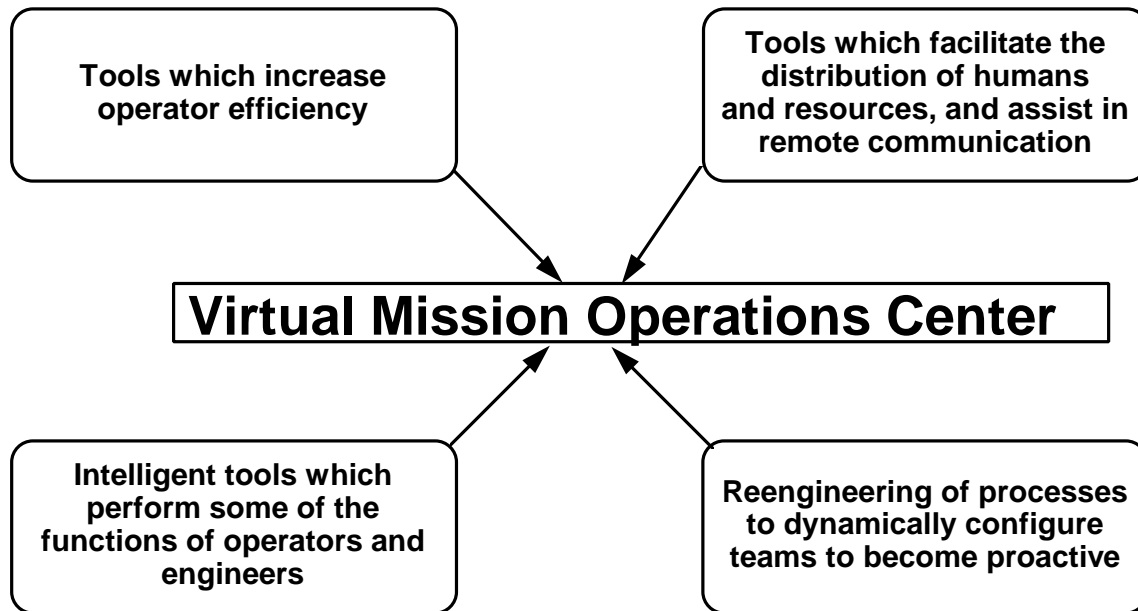 Tools which increase
operator efficiency
Tools which facilitate the
distribution of humans
and resources, and assist in
remote communication
Virtual Mission Operations Center
Intelligent tools which
perform some of the
functions of operators and
engineers
Reengineering of processes
to dynamically configure
teams to become proactive